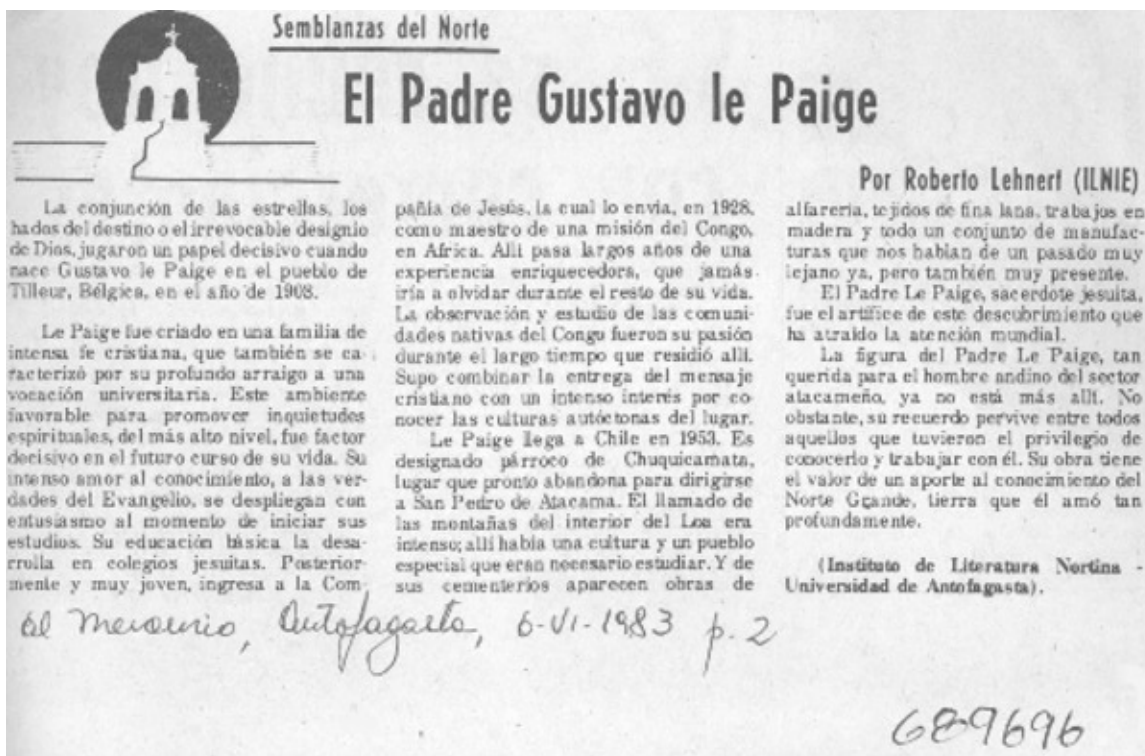 Semblanzas del Norte
El Padre Gustavo le Paige
Por Roberto Lehnert (ILNIE)
La conjunción de las estrellas, los
hados del destino o el irrevocable designio
de Dios, jugaron un papel decisivo cuando
nace Gustavo le Paige en el pueblo de
Tilleur, Bélgica, en el año de 1903.
Le Paige fue criado en una familia de
intensa fe cristiana, que también se ca-
racterizó por su profundo arraigo a una
vocación universitaria. Este ambiente
favorable para promover inquietudes
espirituales, del más alto nivel, fue factor
decisivo en el futuro curso de su vida. Su
intenso amor al conocimiento, a las ver-
dades del Evangelio, se despliegan con
entusiasmo al momento de iniciar sus
estudios. Su educación básica la desa-
rrolla en colegios jesuitas. Posterior-
mente y muy joven, ingresa a la Com-
pañía de Jesús, la cual lo envía, en 1928,
como maestro de una misión del Congo,
en Africa. Allí pasa largos años de una
experiencia enriquecedora, que jamás
iría a olvidar durante el resto de su vida.
La observación y estudio de las comuni-
dades nativas del Congo fueron su pasión
durante el largo tiempo que residió allí.
Supo combinar la entrega del mensaje
cristiano con un intenso interés por co-
nocer las culturas autóctonas del lugar.
Le Paige llega a Chile en 1953. Es
designado párroco de Chuquicamata,
lugar que pronto abandona para dirigirse
a San Pedro de Atacama. El llamado de
las montañas del interior del Loa era
intenso; allí había una cultura y un pueblo
especial que eran necesario estudiar. Y de
sus cementerios aparecen obras de
alfarería, tejidos de fina lana, trabajos en
madera y todo un conjunto de manufac-
turas que nos hablan de un pasado muy
lejano ya, pero también muy presente.
El Padre Le Paige, sacerdote jesuita,
fue el artífice de este descubrimiento que
ha atraído la atención mundial.
La figura del Padre Le Paige, tan
querida para el hombre andino del sector
atacameño, ya no está más allí. No
obstante, su recuerdo pervive entre todos
aquellos que tuvieron el privilegio de
conocerlo y trabajar con él. Su obra tiene
el valor de un aporte al conocimiento del
Norte Grande, tierra que él amó tan
profundamente.
(Instituto de Literatura Nortina -
Universidad de Antofagasta).
El Mercurio, Antofagasta, 6-VI-1983 p. 2
689696